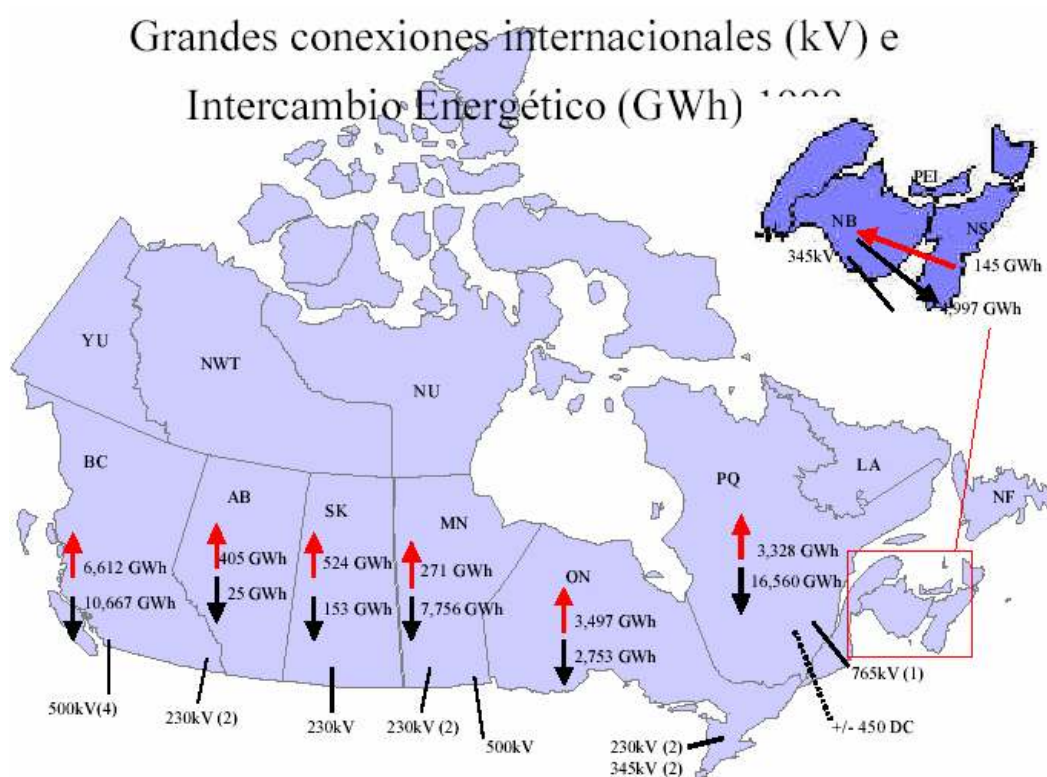 Grandes conexiones internacionales (kV) e
Intercambio Energético (GWh)
PEI
NB
NS
345kV
145 GWh
4,997 GWh
YU
NWT
NU
BC
AB
SK
MN
ON
PQ
LA
NF
6,612 GWh
10,667 GWh
405 GWh
25 GWh
524 GWh
153 GWh
271 GWh
7,756 GWh
3,497 GWh
2,753 GWh
3,328 GWh
16,560 GWh
500kV(4)
230kV (2)
230kV
230kV (2)
500kV
230kV (2)
345kV (2)
+/- 450 DC
765kV (1)